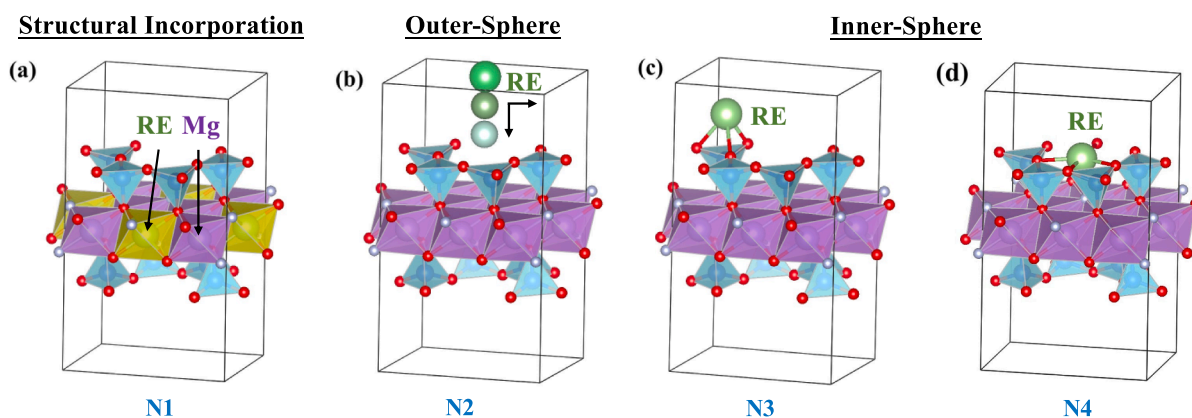 Structural Incorporation
Outer-Sphere
Inner-Sphere
(a)
RE Mg
(b)
RE
(c)
RE
(d)
RE
N1
N2
N3
N4